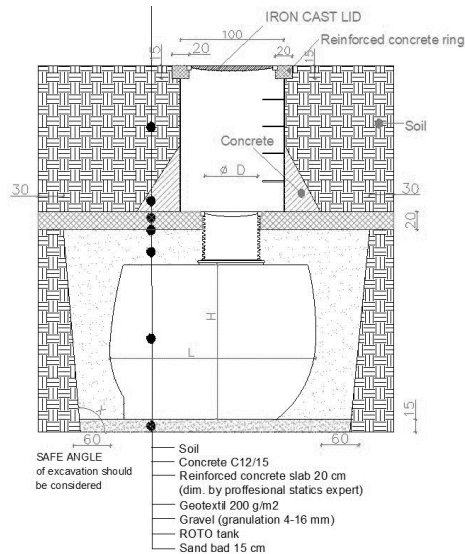 IRON CAST LID
100
Reinforced concrete ring
15
20
20
15
Soil
Concrete
ø D
30
30
20
H
L
X
15
60
60
SAFE ANGLE
of excavation should
be considered
Soil
Concrete C12/15
Reinforced concrete slab 20 cm
(dim. by proffesional statics expert)
Geotextil 200 g/m2
Gravel (granulation 4-16 mm)
ROTO tank
Sand bad 15 cm